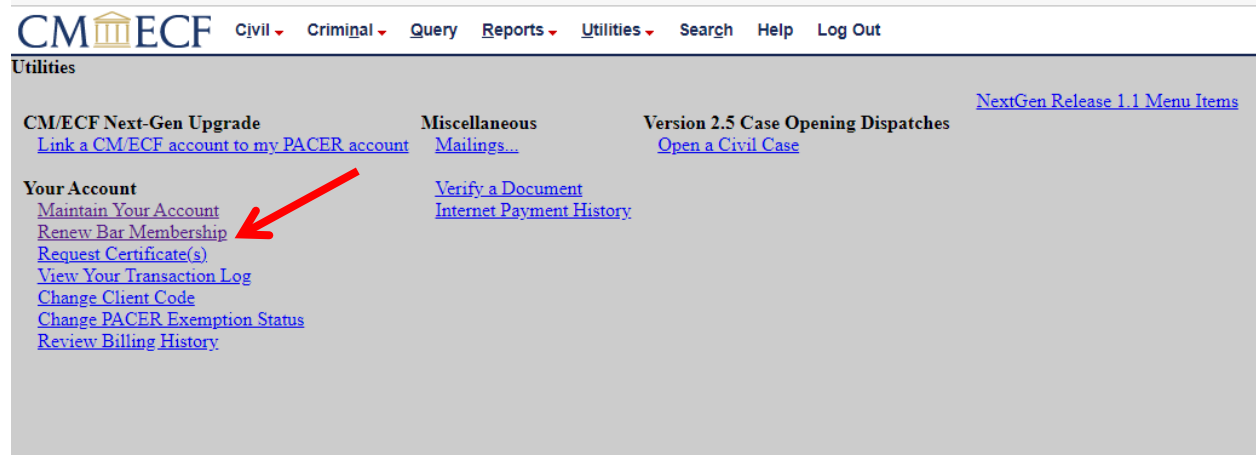 CM ECF Civil Criminal Query Reports Utilities Search Help Log Out
Utilities
NextGen Release 1.1 Menu Items
CM/ECF Next-Gen Upgrade Miscellaneous Version 2.5 Case Opening Dispatches
Link a CM/ECF account to my PACER account Mailings... Open a Civil Case
Your Account Verify a Document
Maintain Your Account Internet Payment History
Renew Bar Membership
Request Certificate(s)
View Your Transaction Log
Change Client Code
Change PACER Exemption Status
Review Billing History